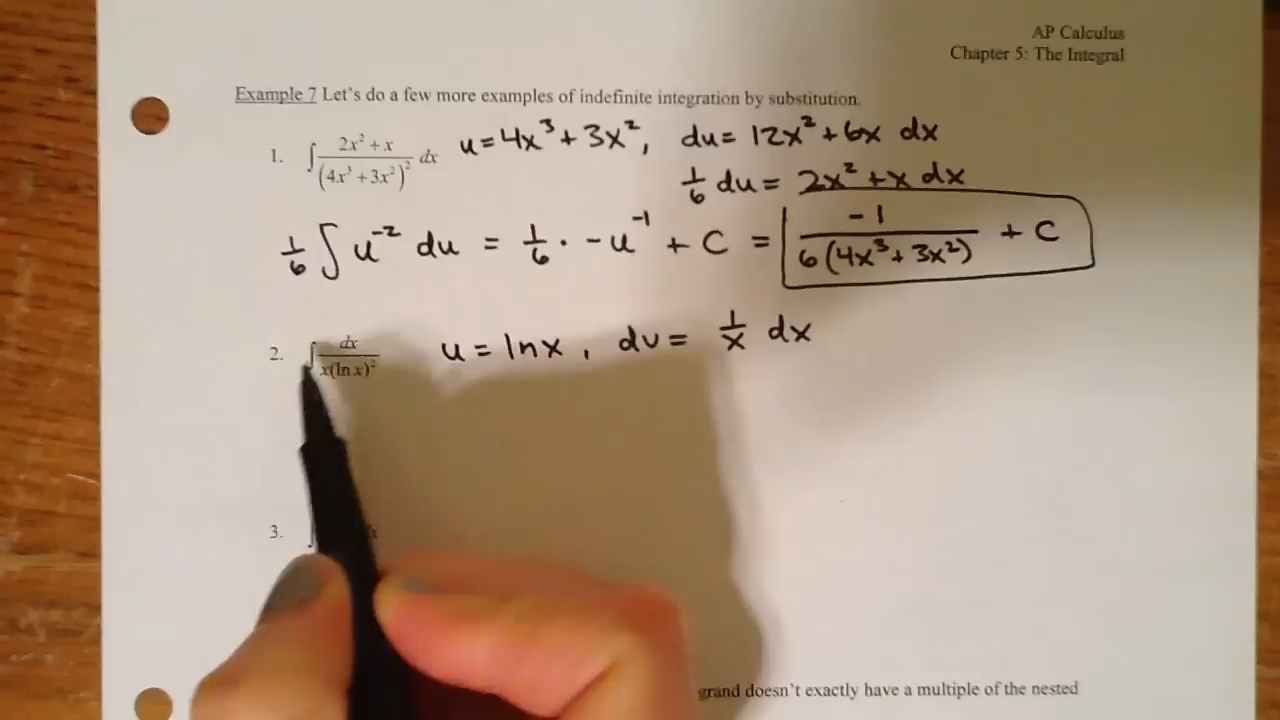 AP Calculus
Chapter 5: The Integral
Example 7 Let's do a few more examples of indefinite integration by substitution.
1. ∫ (2x² + x)/(4x³ + 3x²)² dx u = 4x³ + 3x², du = 12x² + 6x dx
1/6 du = 2x² + x dx
1/6 ∫ u⁻² du = 1/6 · -u⁻¹ + C = -1/(6(4x³ + 3x²)) + C
2. ∫ dx/(x(ln x)²) u = ln x, du = 1/x dx
3. ∫
grand doesn't exactly have a multiple of the nested